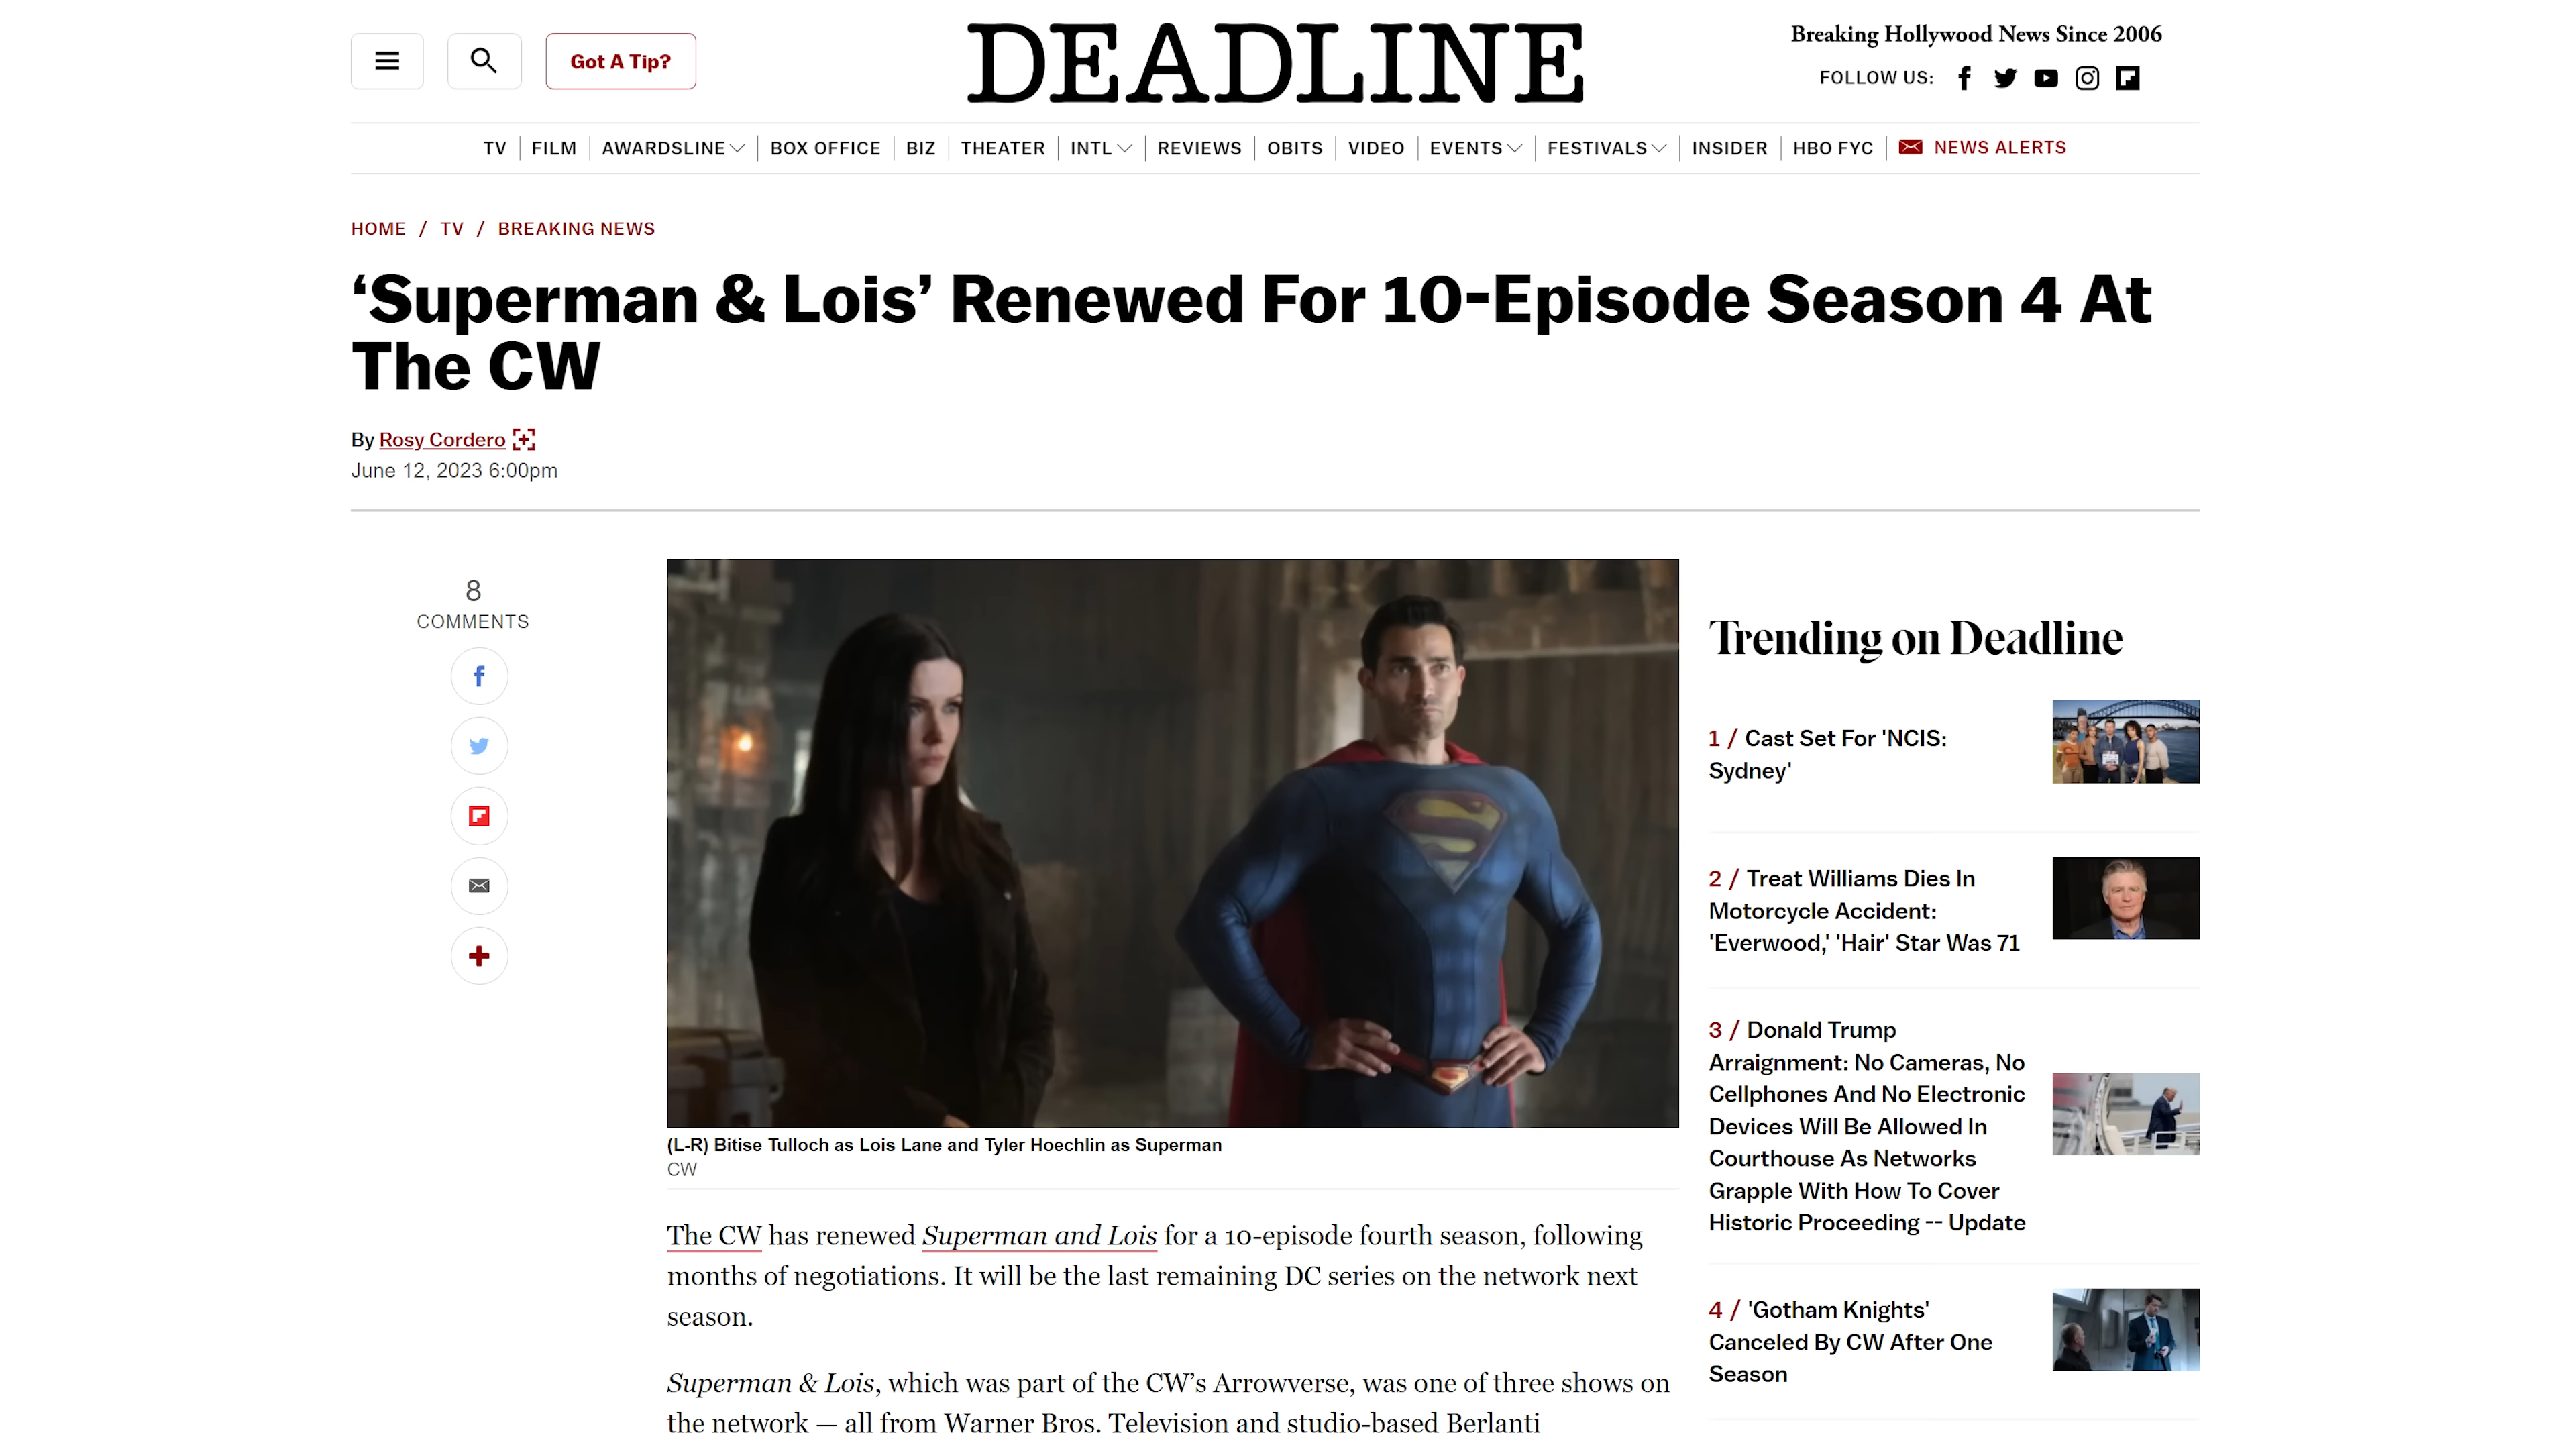 Got A Tip?
DEADLINE
Breaking Hollywood News Since 2006
FOLLOW US:
TV
FILM
AWARDSLINE
BOX OFFICE
BIZ
THEATER
INTL
REVIEWS
OBITS
VIDEO
EVENTS
FESTIVALS
INSIDER
HBO FYC
NEWS ALERTS
HOME / TV / BREAKING NEWS
‘Superman & Lois’ Renewed For 10-Episode Season 4 At
The CW
By Rosy Cordero
June 12, 2023 6:00pm
8
COMMENTS
(L-R) Bitise Tulloch as Lois Lane and Tyler Hoechlin as Superman
CW
The CW has renewed Superman and Lois for a 10-episode fourth season, following
months of negotiations. It will be the last remaining DC series on the network next
season.
Superman & Lois, which was part of the CW’s Arrowverse, was one of three shows on
the network — all from Warner Bros. Television and studio-based Berlanti
Trending on Deadline
1 / Cast Set For 'NCIS:
Sydney'
2 / Treat Williams Dies In
Motorcycle Accident:
'Everwood,' 'Hair' Star Was 71
3 / Donald Trump
Arraignment: No Cameras, No
Cellphones And No Electronic
Devices Will Be Allowed In
Courthouse As Networks
Grapple With How To Cover
Historic Proceeding -- Update
4 / 'Gotham Knights'
Canceled By CW After One
Season